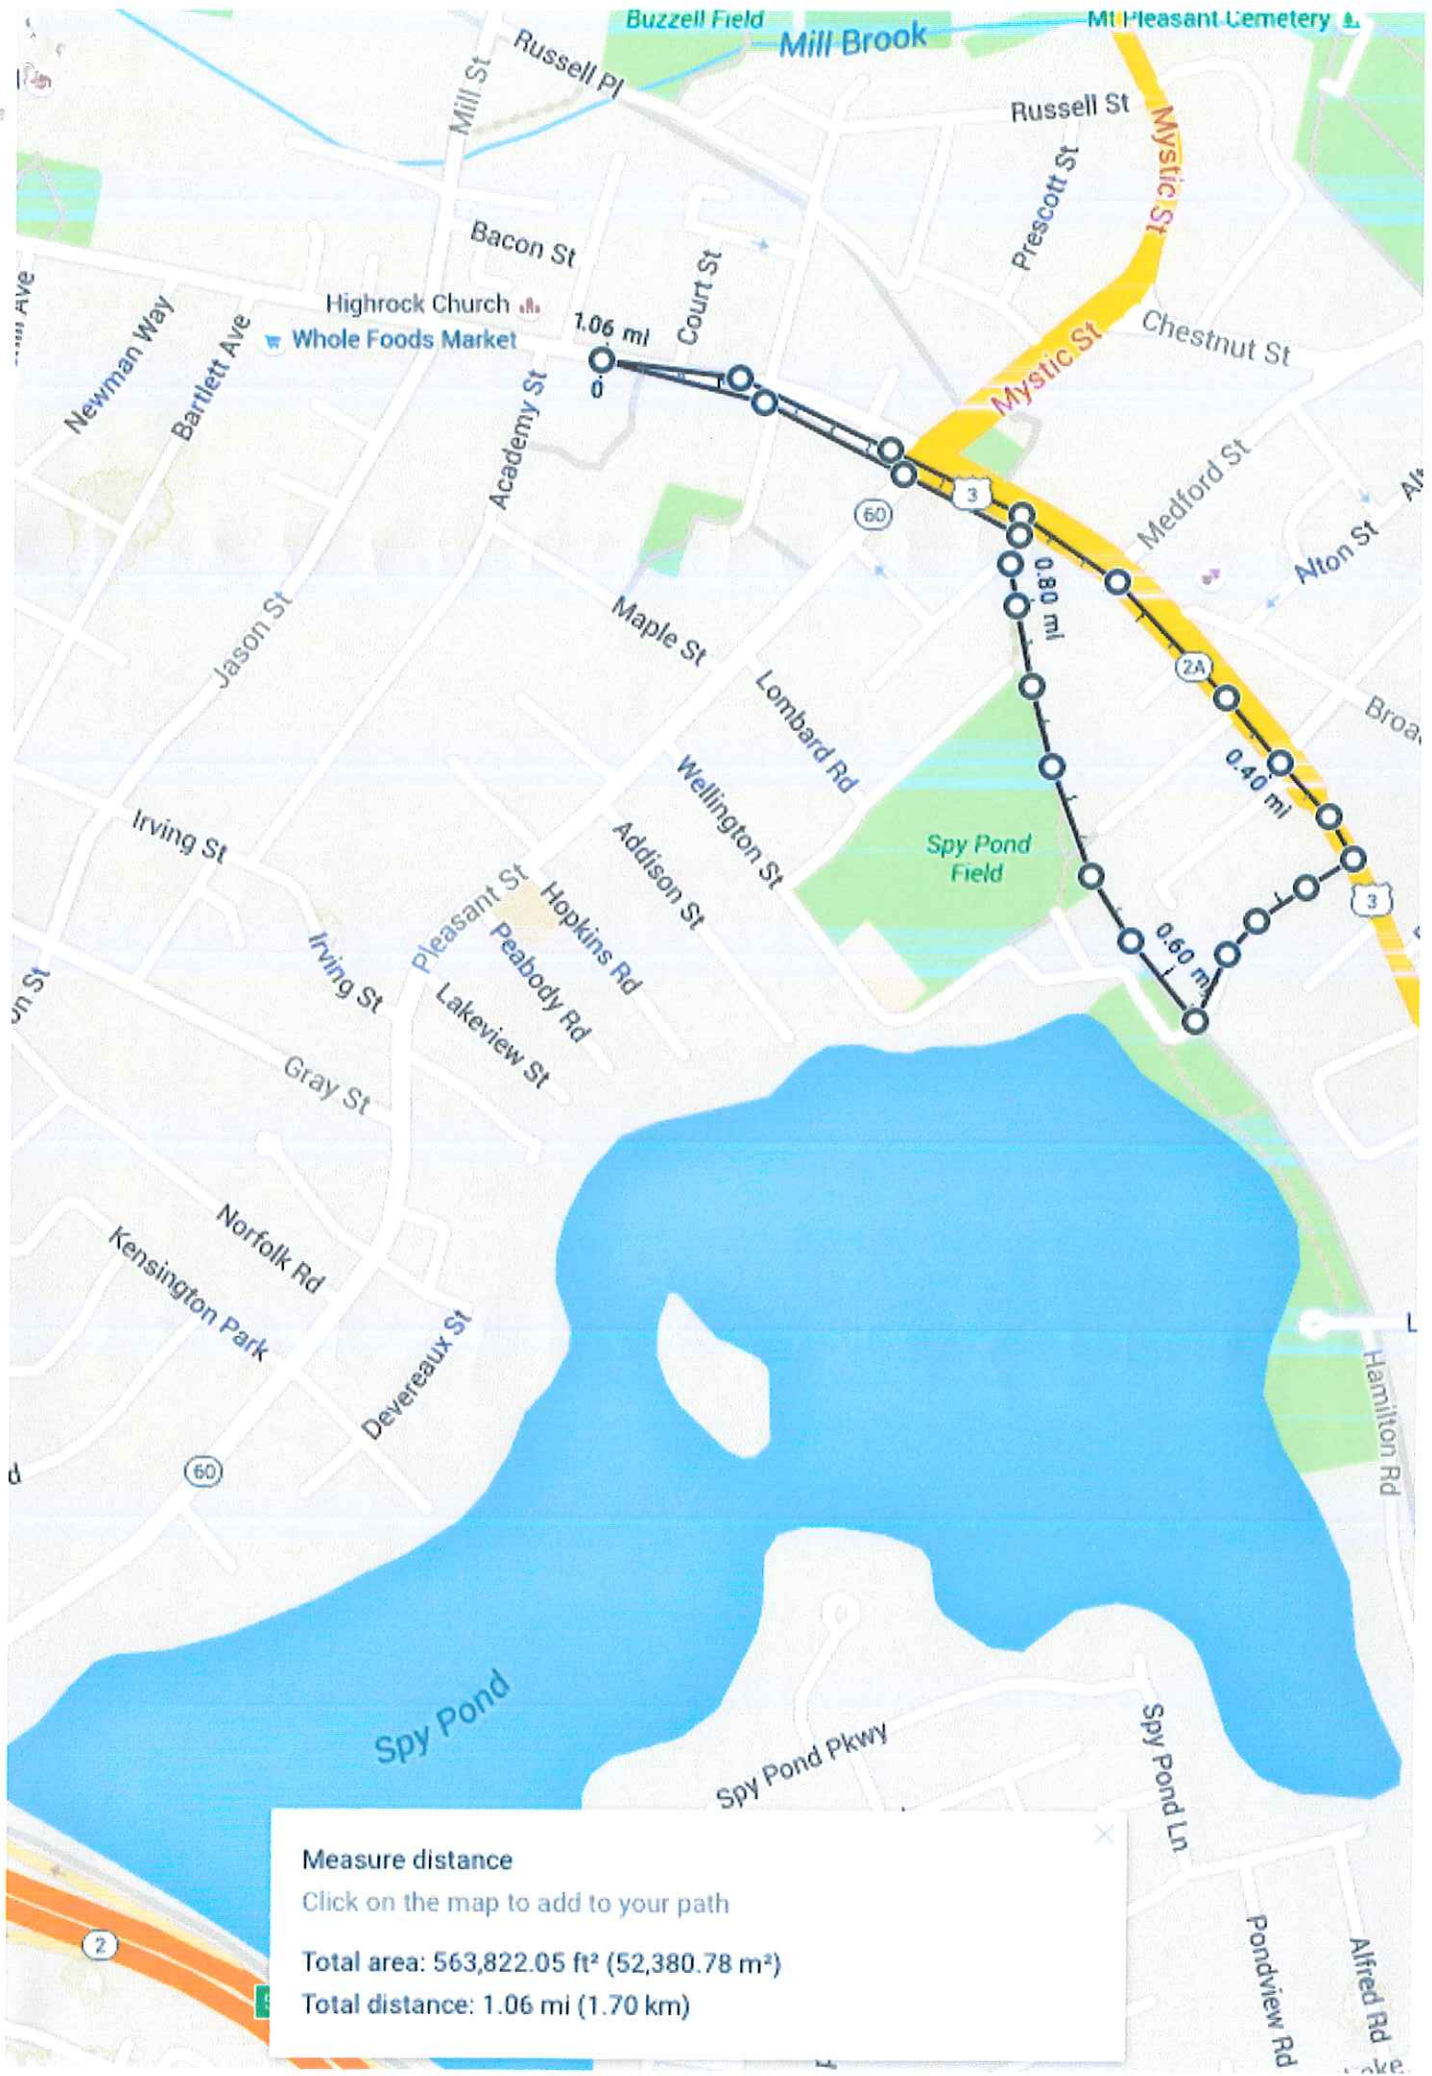 Buzzell Field
Mt Pleasant Cemetery
Mill Brook
Russell Pl
Mill St
Russell St
Mystic St
Prescott St
Bacon St
Court St
Highrock Church
Whole Foods Market
1.06 mi
0
Newman Way
Bartlett Ave
Academy St
Mystic St
Chestnut St
3
60
Medford St
Alton St
0.80 mi
Jason St
Maple St
2A
Lombard Rd
0.40 mi
Wellington St
Irving St
Addison St
Spy Pond
Field
3
Pleasant St
Hopkins Rd
Peabody Rd
0.60 mi
Irving St
Lakeview St
Gray St
Norfolk Rd
Kensington Park
Devereaux St
Hamilton Rd
60
Spy Pond
Spy Pond Pkwy
Spy Pond Ln
Measure distance
Click on the map to add to your path
Total area: 563,822.05 ft² (52,380.78 m²)
Total distance: 1.06 mi (1.70 km)
2
Pondview Rd
Alfred Rd